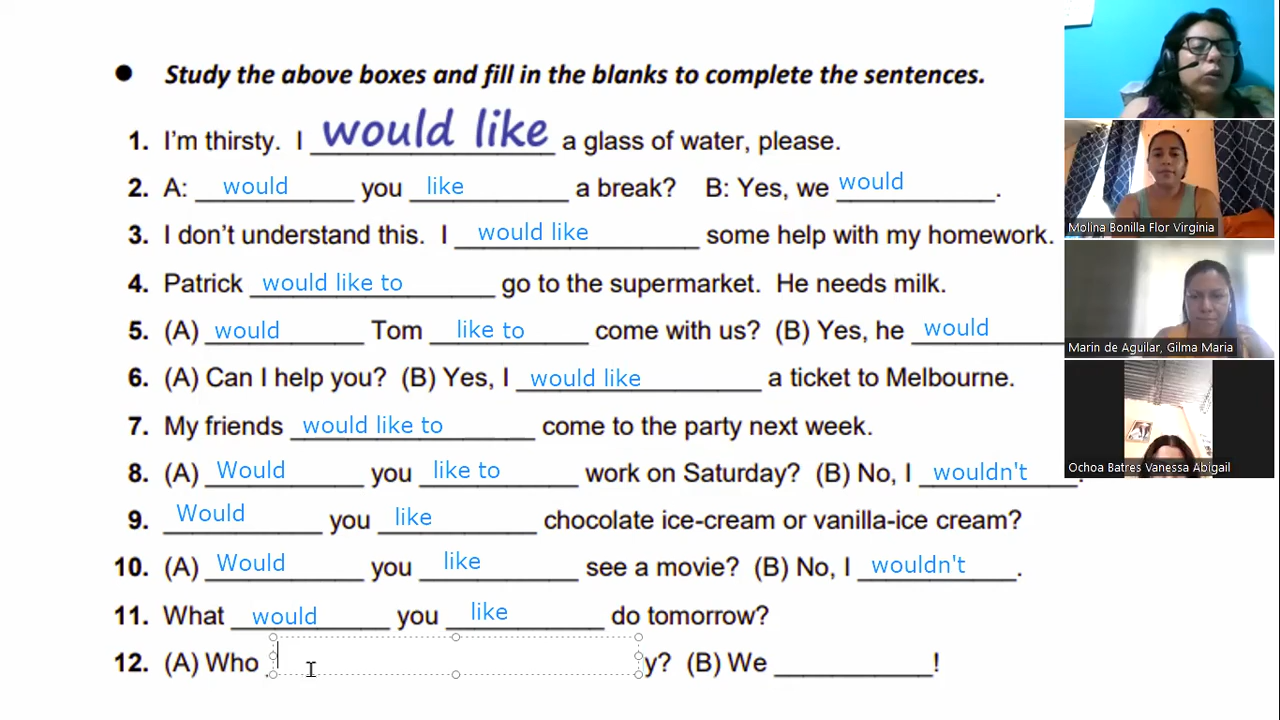 ● Study the above boxes and fill in the blanks to complete the sentences.
1. I'm thirsty. I would like a glass of water, please.
2. A: would you like a break? B: Yes, we would.
3. I don't understand this. I would like some help with my homework.
4. Patrick would like to go to the supermarket. He needs milk.
5. (A) would Tom like to come with us? (B) Yes, he would
6. (A) Can I help you? (B) Yes, I would like a ticket to Melbourne.
7. My friends would like to come to the party next week.
8. (A) Would you like to work on Saturday? (B) No, I wouldn't.
9. Would you like chocolate ice-cream or vanilla-ice cream?
10. (A) Would you like see a movie? (B) No, I wouldn't.
11. What would you like do tomorrow?
12. (A) Who y? (B) We __________!
Molina Bonilla Flor Virginia
Marin de Aguilar, Gilma Maria
Ochoa Batres Vanessa Abigail